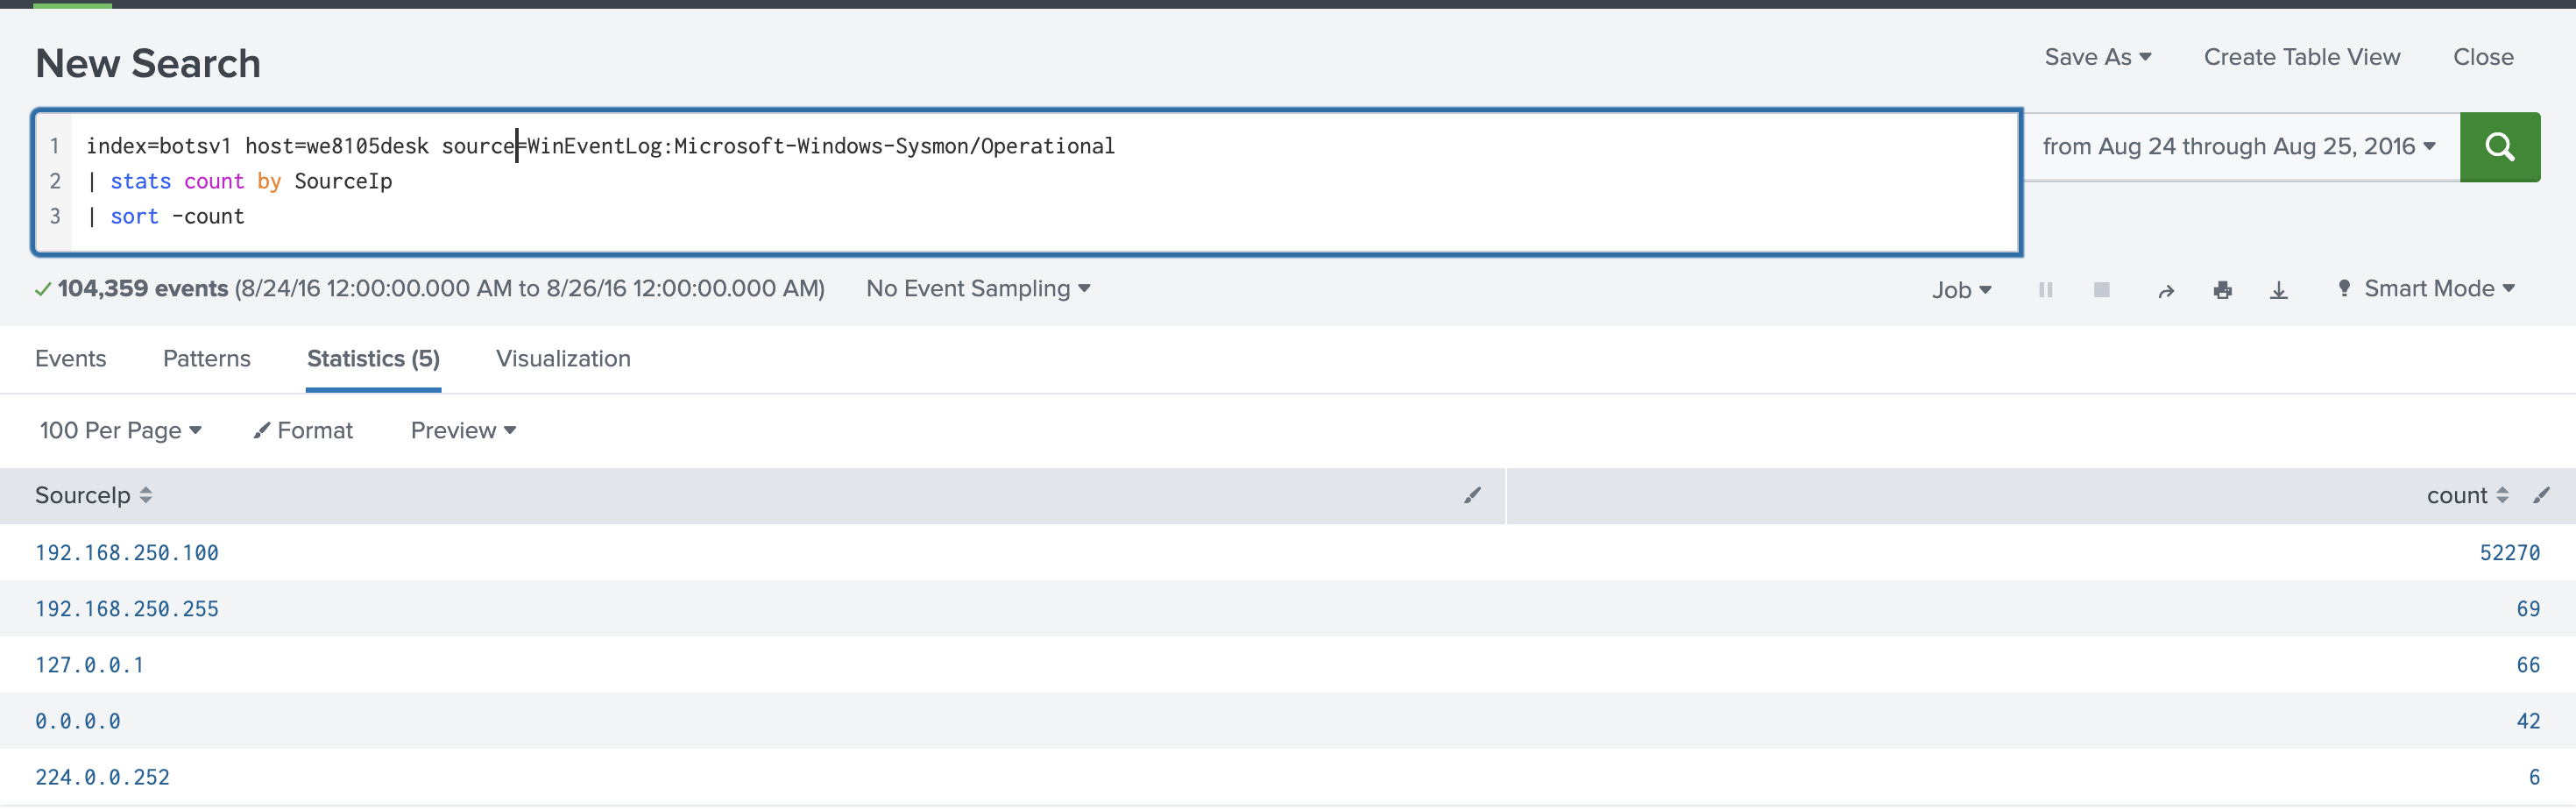 New Search
Save As Create Table View Close
1 index=botsv1 host=we8105desk source=WinEventLog:Microsoft-Windows-Sysmon/Operational
2 | stats count by SourceIp
3 | sort -count
from Aug 24 through Aug 25, 2016
104,359 events (8/24/16 12:00:00.000 AM to 8/26/16 12:00:00.000 AM) No Event Sampling Job Smart Mode
Events Patterns Statistics (5) Visualization
100 Per Page Format Preview
SourceIp count
192.168.250.100 52270
192.168.250.255 69
127.0.0.1 66
0.0.0.0 42
224.0.0.252 6